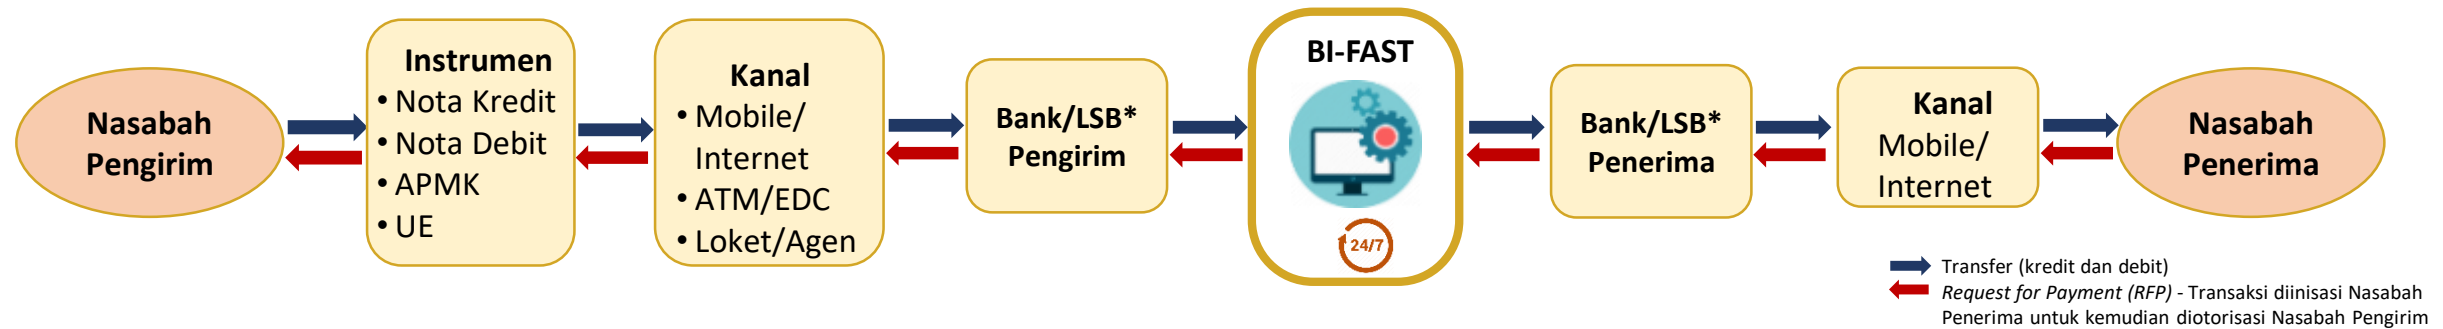 Nasabah
Pengirim
Instrumen
• Nota Kredit
• Nota Debit
• APMK
• UE
Kanal
• Mobile/
Internet
• ATM/EDC
• Loket/Agen
Bank/LSB*
Pengirim
BI-FAST
24/7
Bank/LSB*
Penerima
Kanal
Mobile/
Internet
Nasabah
Penerima
Transfer (kredit dan debit)
Request for Payment (RFP) - Transaksi diinisasi Nasabah
Penerima untuk kemudian diotorisasi Nasabah Pengirim